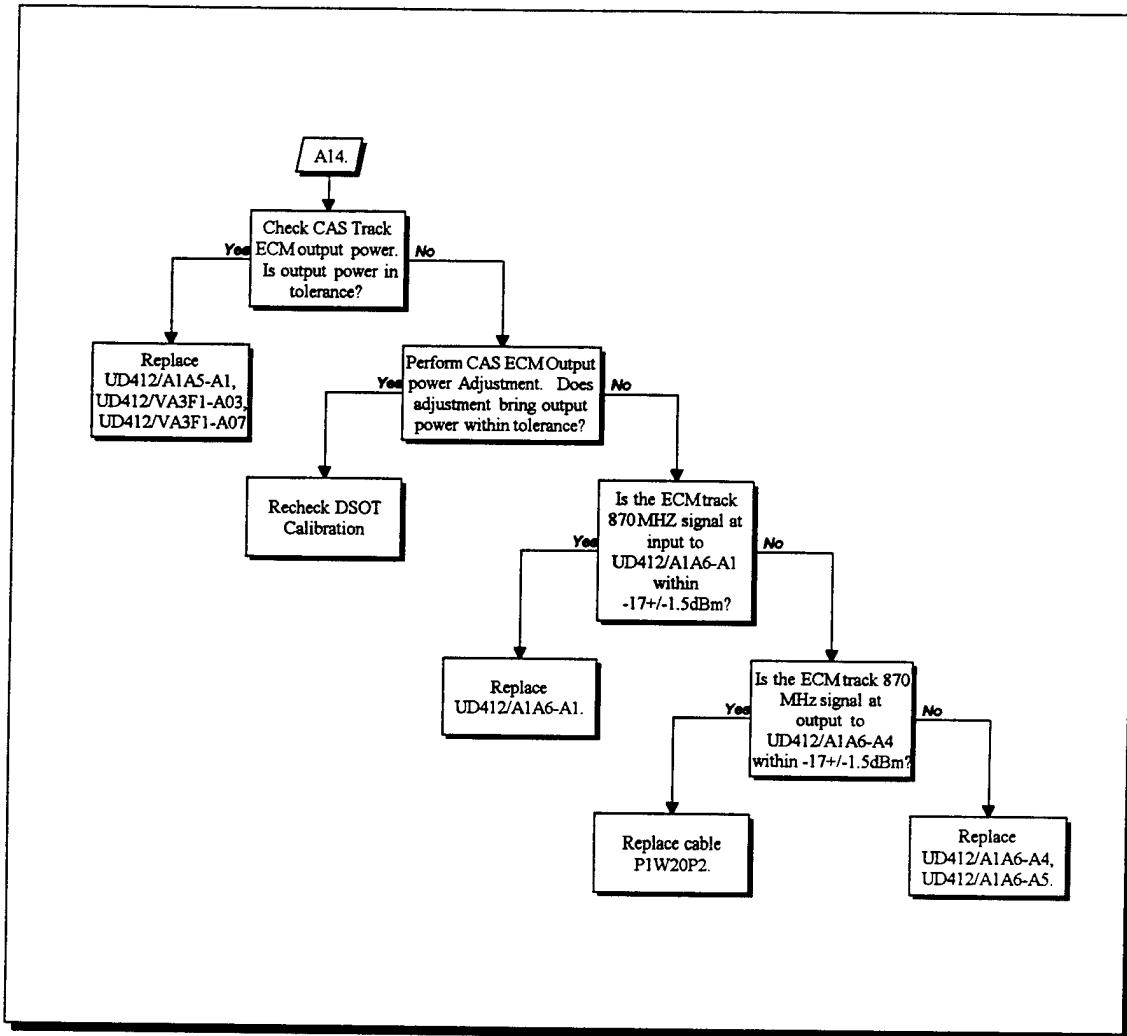 A14.
Check CAS Track
ECM output power.
Is output power in
tolerance?
Yes
No
Replace
UD412/A1A5-A1,
UD412/VA3F1-A03,
UD412/VA3F1-A07
Perform CAS ECM Output
power Adjustment. Does
adjustment bring output
power within tolerance?
Yes
No
Recheck DSOT
Calibration
Is the ECM track
870 MHZ signal at
input to
UD412/A1A6-A1
within
-17+/-1.5dBm?
Yes
No
Replace
UD412/A1A6-A1.
Is the ECM track 870
MHz signal at
output to
UD412/A1A6-A4
within -17+/-1.5dBm?
Yes
No
Replace cable
P1W20P2.
Replace
UD412/A1A6-A4,
UD412/A1A6-A5.